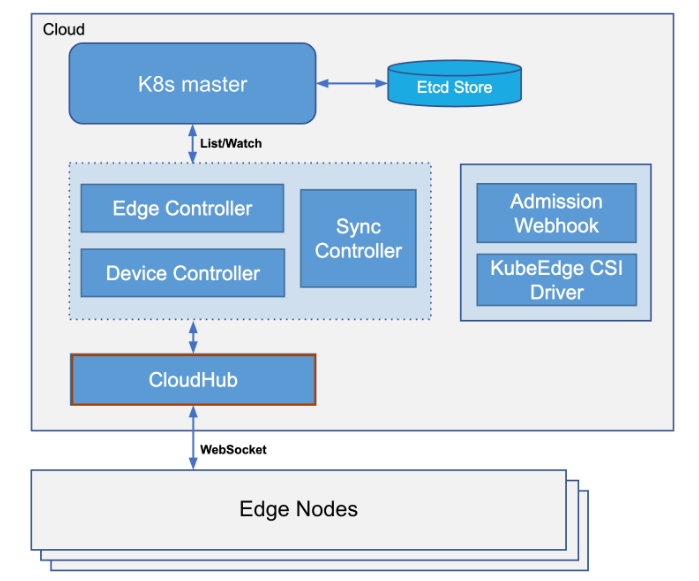 Cloud
K8s master
Etcd Store
List/Watch
Edge Controller
Device Controller
Sync
Controller
Admission
Webhook
KubeEdge CSI
Driver
CloudHub
WebSocket
Edge Nodes